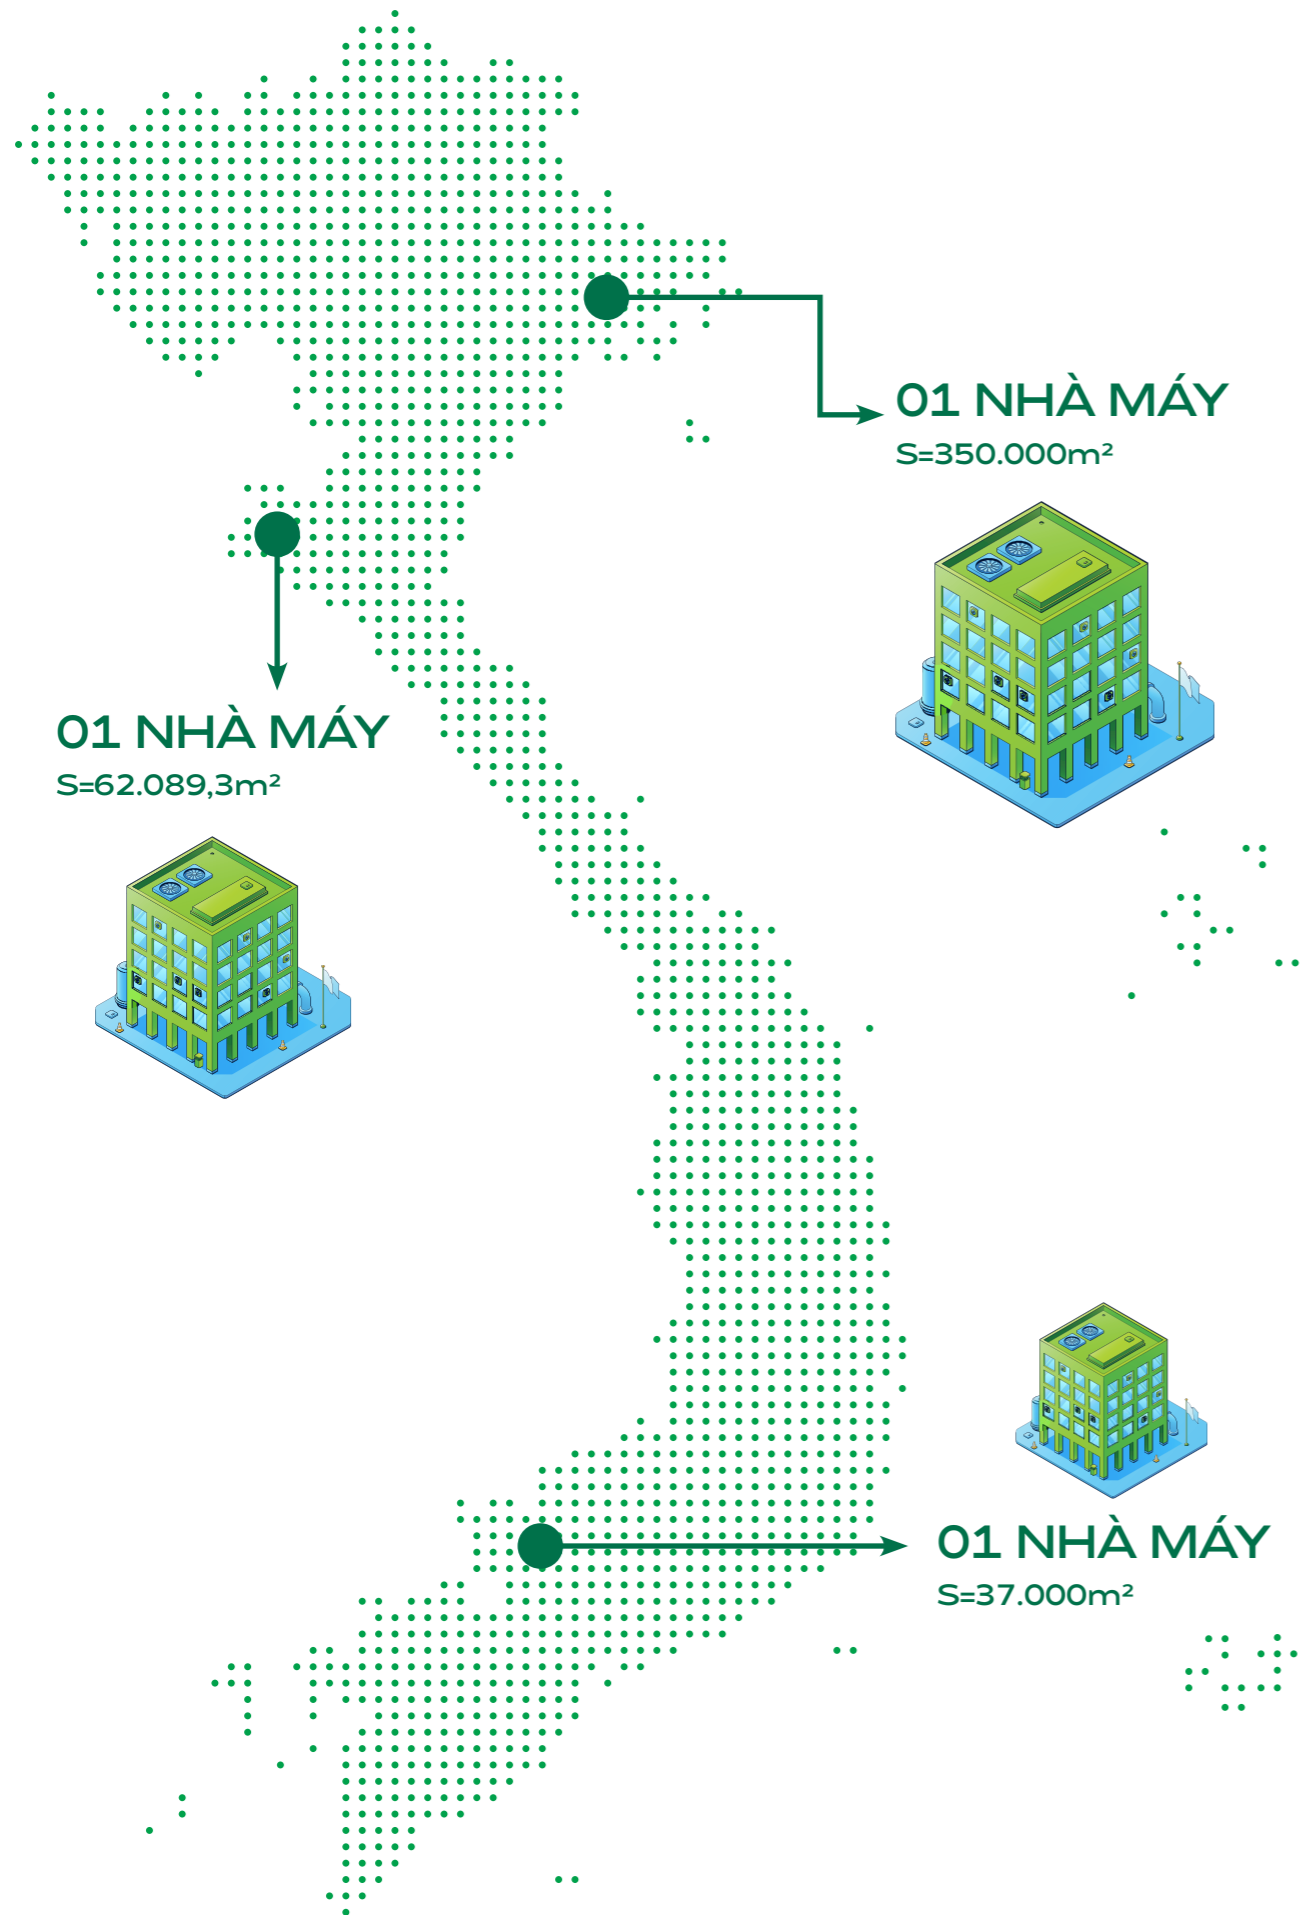 01 NHÀ MÁY
S=350.000m²
01 NHÀ MÁY
S=62.089,3m²
01 NHÀ MÁY
S=37.000m²